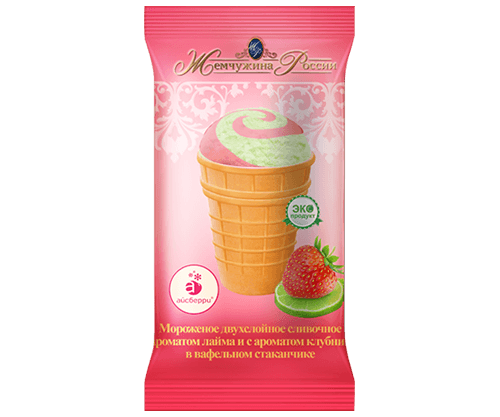 Жемчужина России
ЭКО
продукт
айсберри
Мороженое двухслойное сливочное
ароматом лайма и с ароматом клубни
в вафельном стаканчике